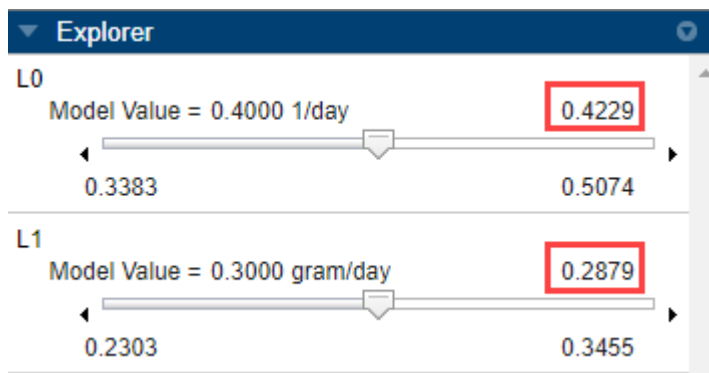 Explorer
L0
Model Value = 0.4000 1/day 0.4229
0.3383 0.5074
L1
Model Value = 0.3000 gram/day 0.2879
0.2303 0.3455